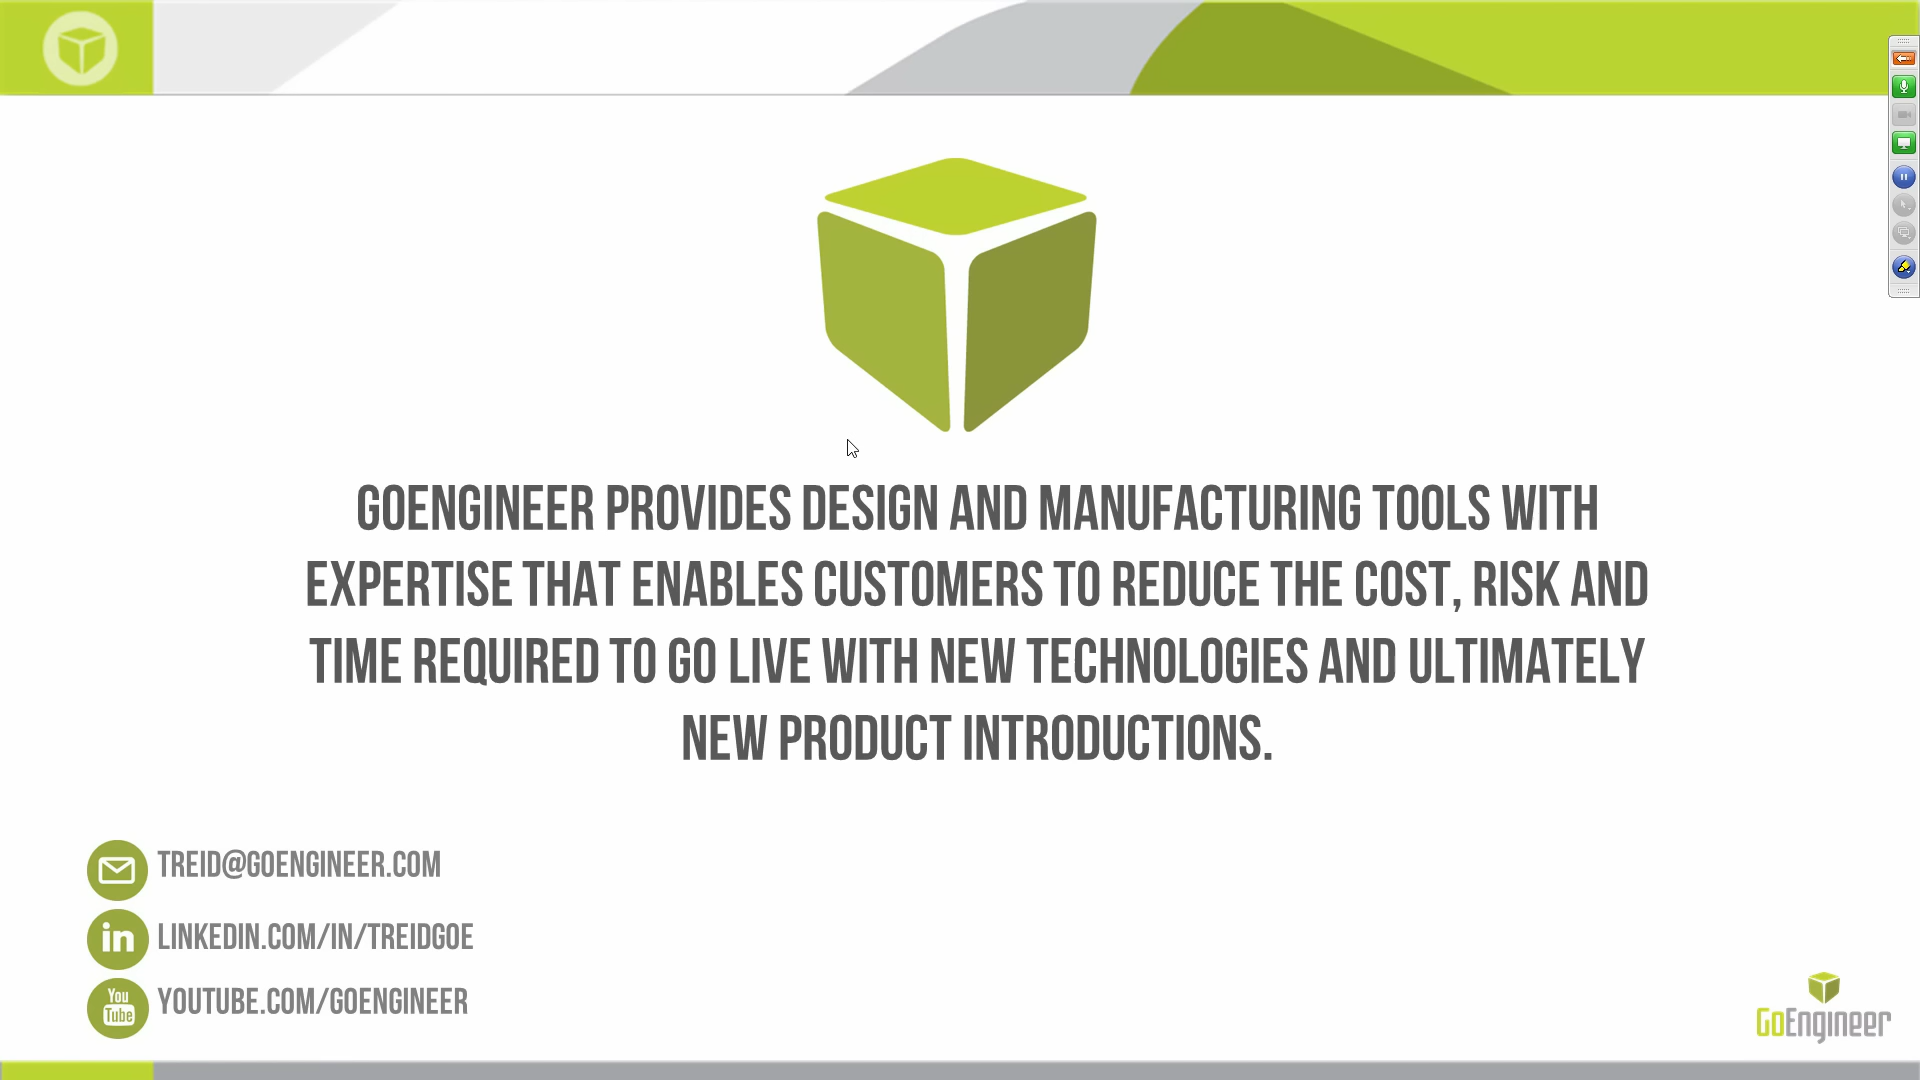 GOENGINEER PROVIDES DESIGN AND MANUFACTURING TOOLS WITH
EXPERTISE THAT ENABLES CUSTOMERS TO REDUCE THE COST, RISK AND
TIME REQUIRED TO GO LIVE WITH NEW TECHNOLOGIES AND ULTIMATELY
NEW PRODUCT INTRODUCTIONS.
TREID@GOENGINEER.COM
in LINKEDIN.COM/IN/TREIDGOE
You
Tube
YOUTUBE.COM/GOENGINEER
GoEngineer